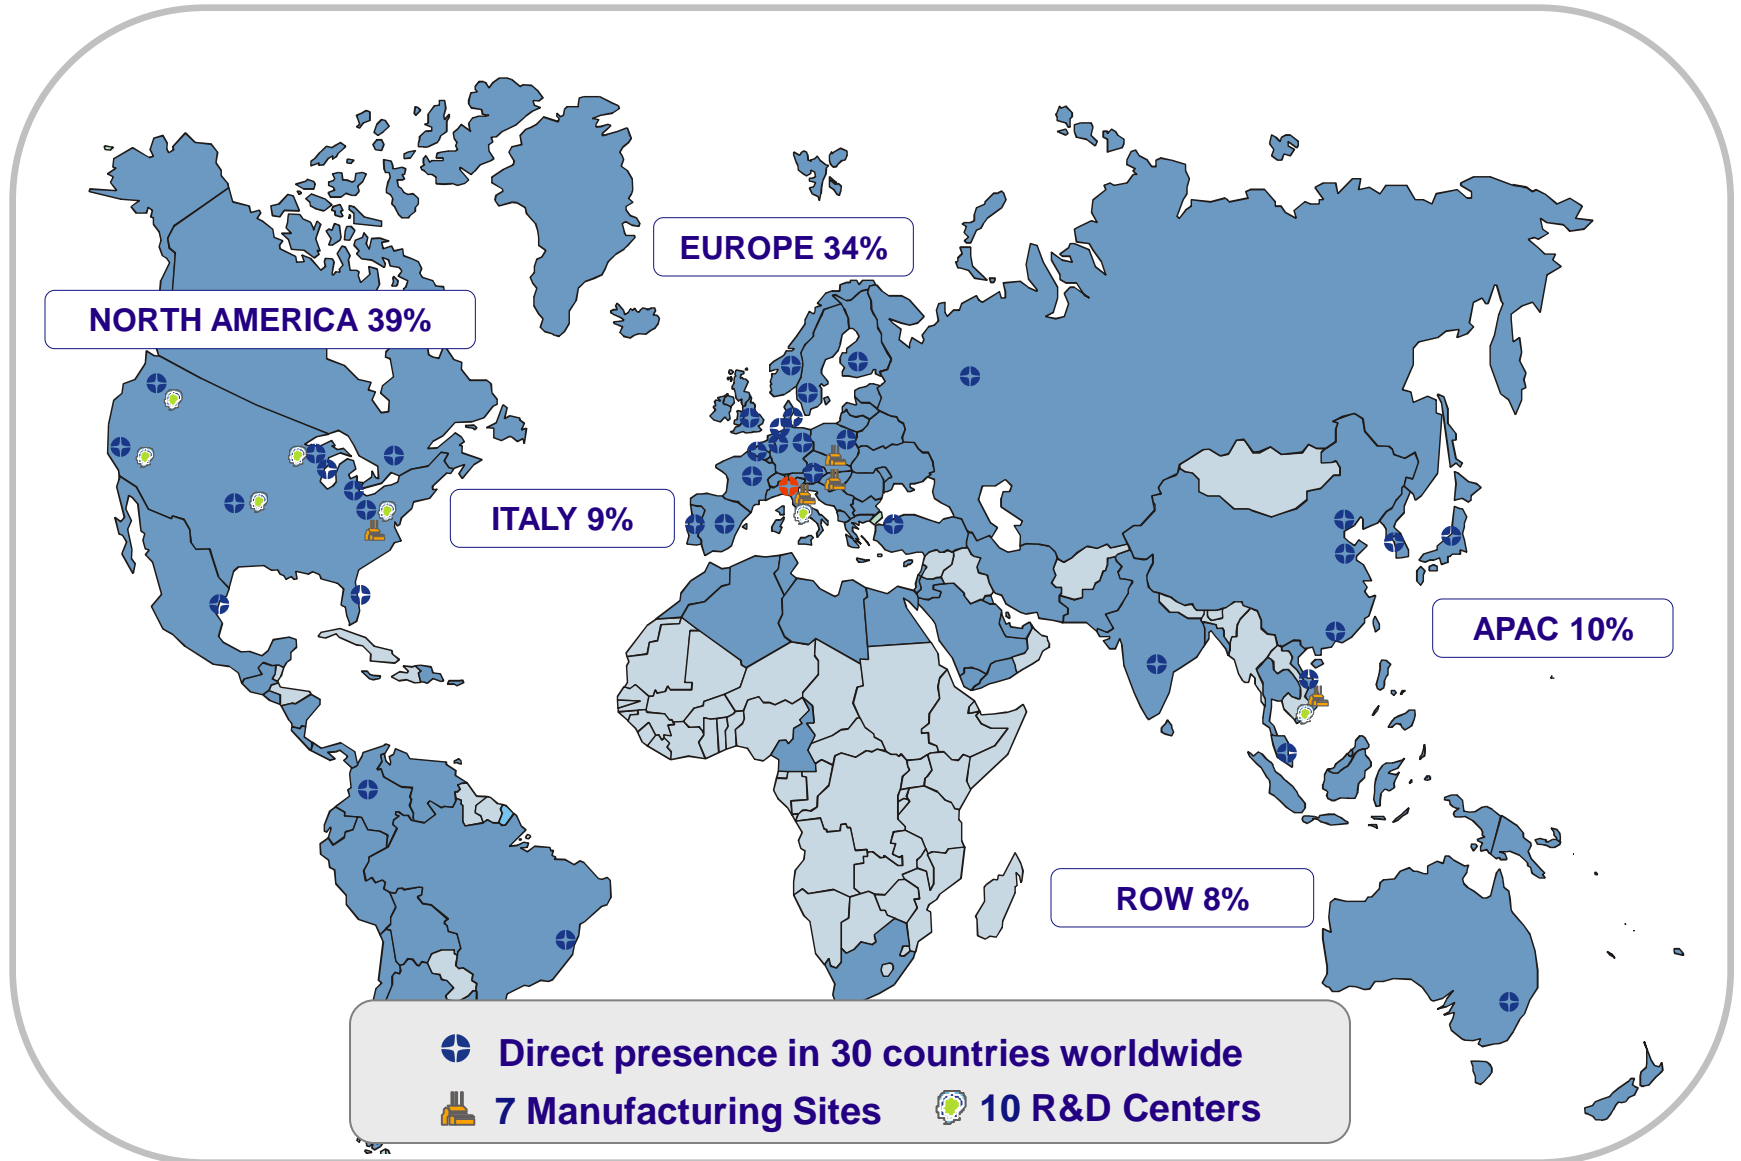 EUROPE 34%
NORTH AMERICA 39%
ITALY 9%
APAC 10%
ROW 8%
Direct presence in 30 countries worldwide
7 Manufacturing Sites
10 R&D Centers